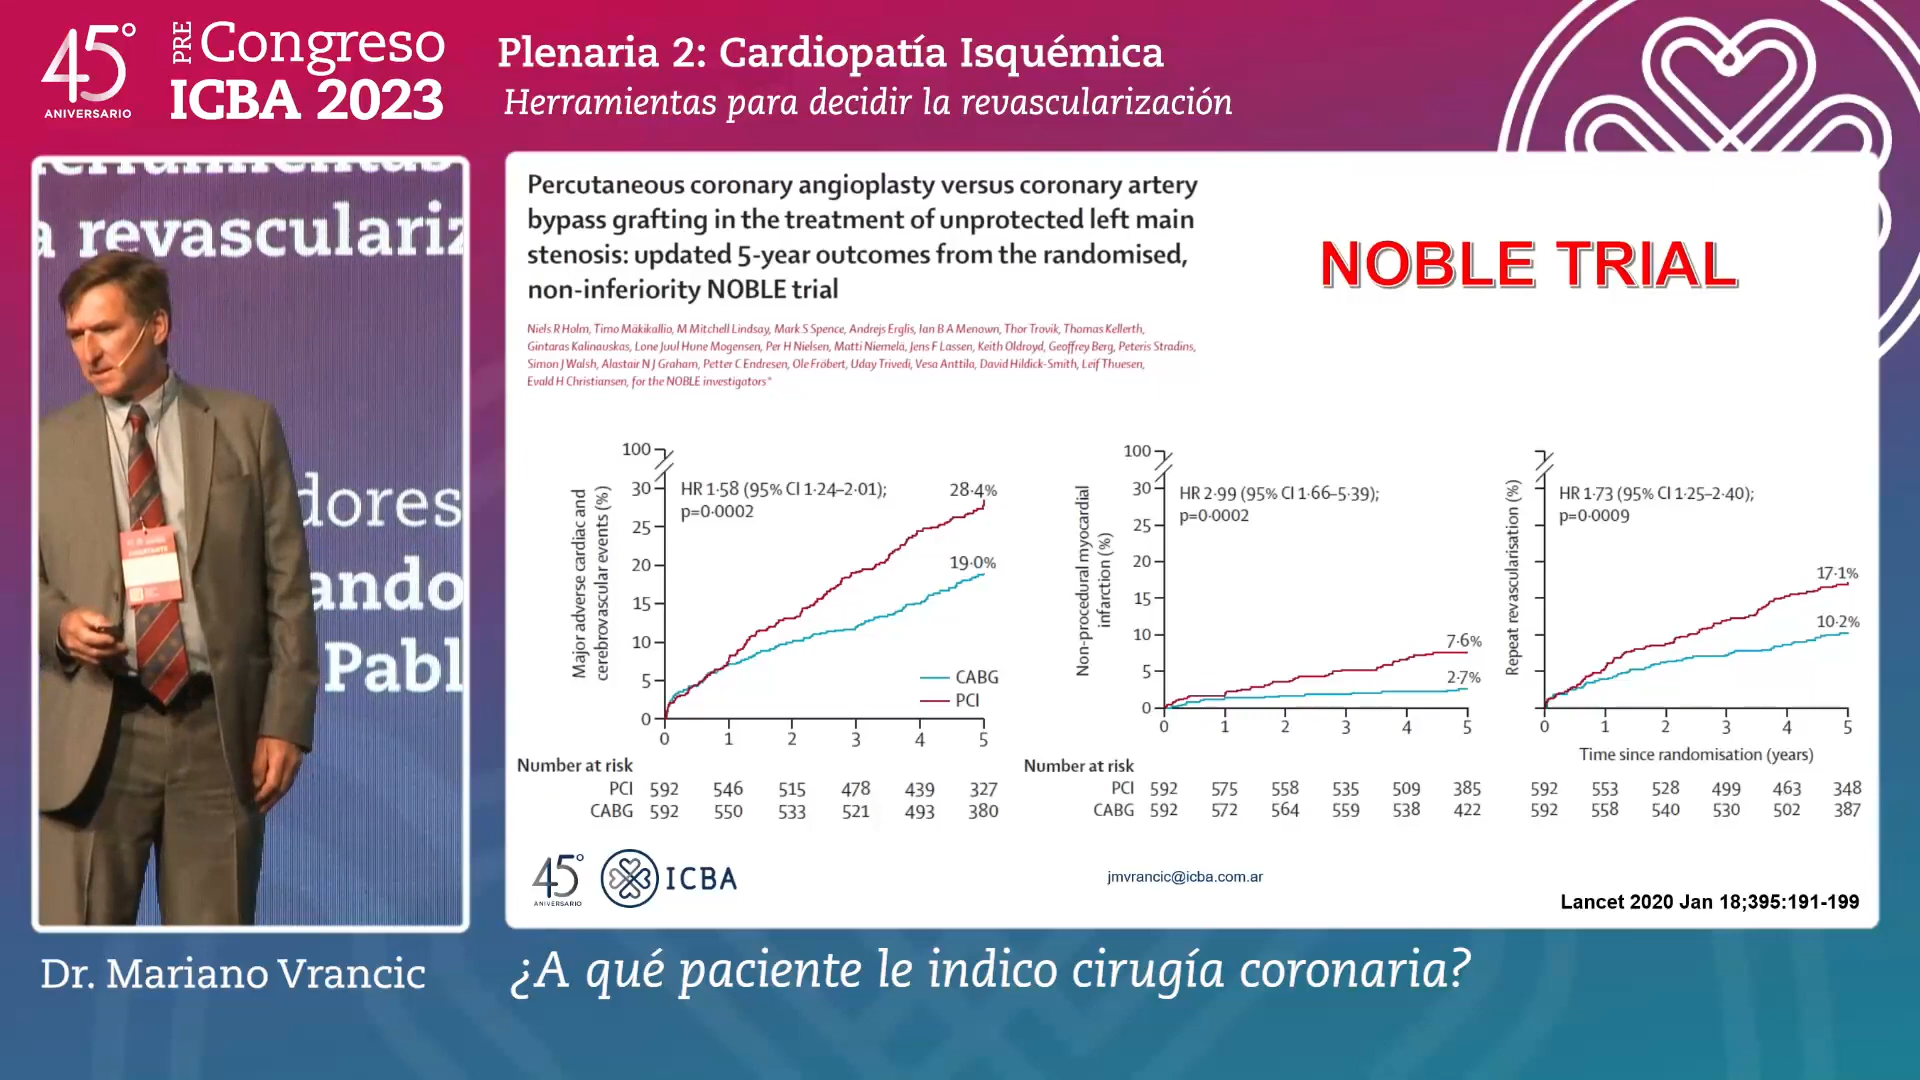 45°
ANIVERSARIO
PRE
Congreso
ICBA 2023
Plenaria 2: Cardiopatía Isquémica
Herramientas para decidir la revascularización
a revasculariz
dores
ando
Pabl
Percutaneous coronary angioplasty versus coronary artery
bypass grafting in the treatment of unprotected left main
stenosis: updated 5-year outcomes from the randomised,
non-inferiority NOBLE trial
NOBLE TRIAL
Niels R Holm, Timo Mäkikallio, M Mitchell Lindsay, Mark S Spence, Andrejs Erglis, Ian B A Menown, Thor Trovik, Thomas Kellerth,
Gintaras Kalinauskas, Lone Juul Hune Mogensen, Per H Nielsen, Matti Niemelä, Jens F Lassen, Keith Oldroyd, Geoffrey Berg, Peteris Stradins,
Simon J Walsh, Alastair N J Graham, Petter C Endresen, Ole Fröbert, Uday Trivedi, Vesa Anttila, David Hildick-Smith, Leif Thuesen,
Evald H Christiansen, for the NOBLE investigators*
Major adverse cardiac and
cerebrovascular events (%)
100
30
25
20
15
10
5
0
HR 1·58 (95% CI 1·24–2·01);
p=0·0002
28·4%
19·0%
CABG
PCI
0 1 2 3 4 5
Number at risk
PCI 592 546 515 478 439 327
CABG 592 550 533 521 493 380
Non-procedural myocardial
infarction (%)
100
30
25
20
15
10
5
0
HR 2·99 (95% CI 1·66–5·39);
p=0·0002
7·6%
2·7%
0 1 2 3 4 5
Number at risk
PCI 592 575 558 535 509 385
CABG 592 572 564 559 538 422
Repeat revascularisation (%)
HR 1·73 (95% CI 1·25–2·40);
p=0·0009
17·1%
10·2%
0 1 2 3 4 5
Time since randomisation (years)
592 553 528 499 463 348
592 558 540 530 502 387
45°
ANIVERSARIO
ICBA
jmvrancic@icba.com.ar
Lancet 2020 Jan 18;395:191-199
Dr. Mariano Vrancic
¿A qué paciente le indico cirugía coronaria?